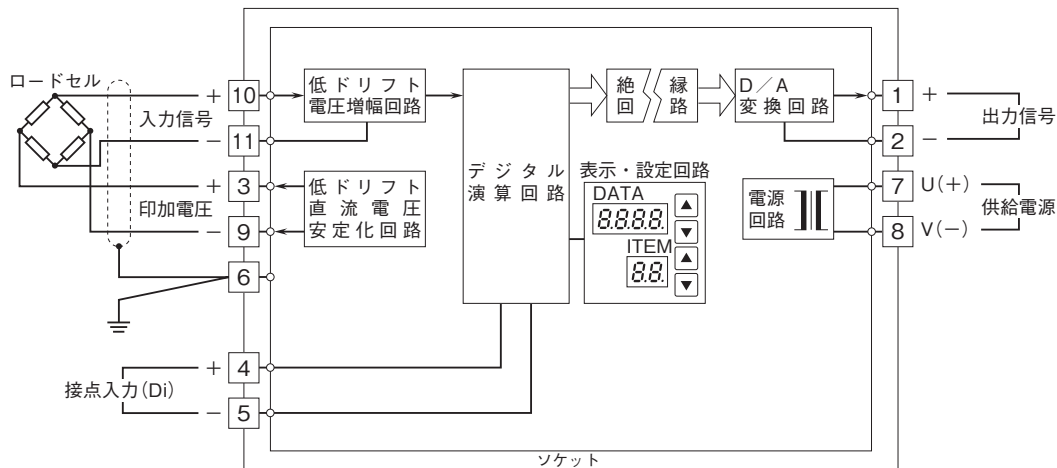 ロードセル
+ 10
入力信号
− 11
+ 3
印加電圧
− 9
6
+ 4
接点入力(Di)
− 5
低ドリフト
電圧増幅回路
低ドリフト
直流電圧
安定化回路
デジタル
演算回路
絶縁
回路
D/A
変換回路
表示・設定回路
DATA
8.8.8.8.
▲
▼
ITEM
8.8.
▲
▼
電源
回路
1 +
出力信号
2 −
7 U(+)
供給電源
8 V(−)
ソケット